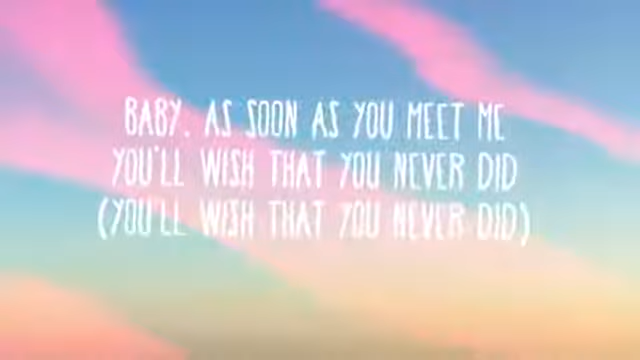 BABY, AS SOON AS YOU MEET ME
YOU'LL WISH THAT YOU NEVER DID
(YOU'LL WISH THAT YOU NEVER DID)